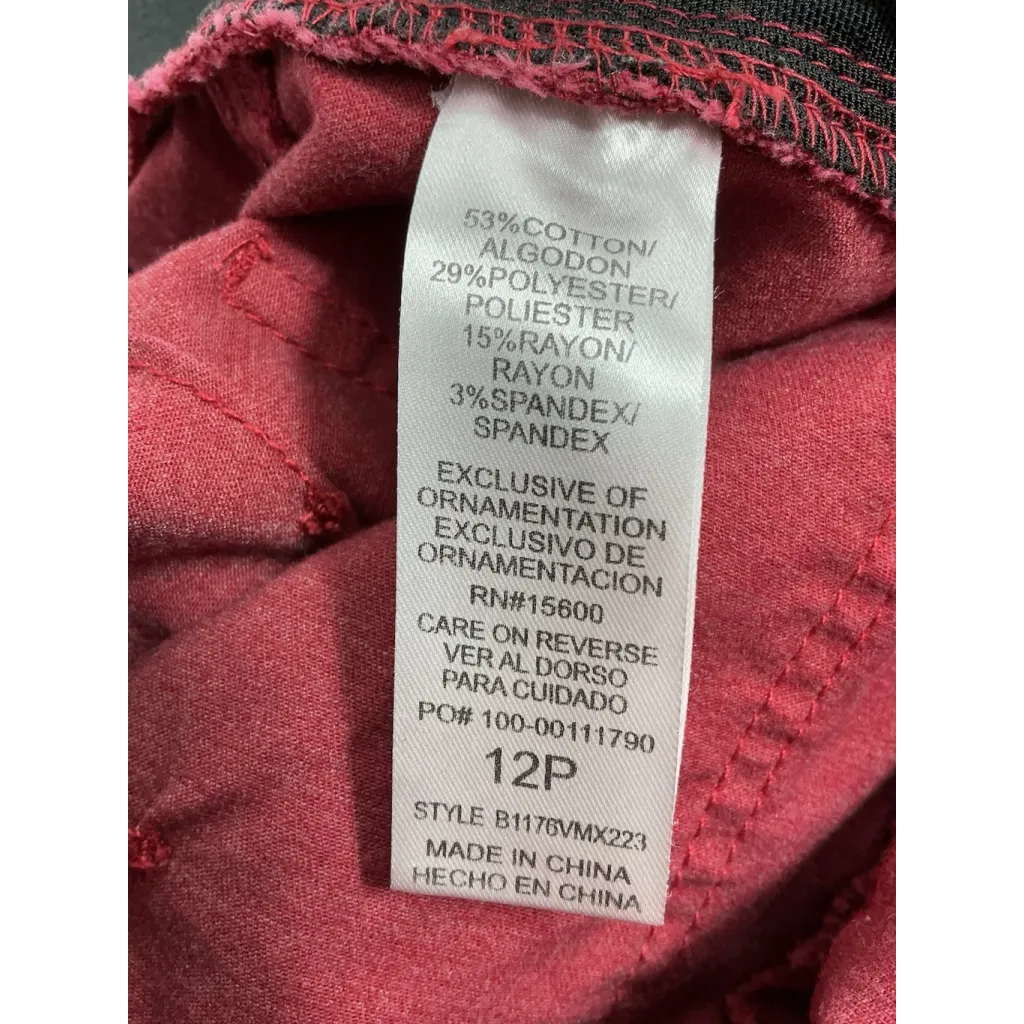 53%COTTON/
ALGODON
29%POLYESTER/
POLIESTER
15%RAYON/
RAYON
3%SPANDEX/
SPANDEX
EXCLUSIVE OF
ORNAMENTATION
EXCLUSIVO DE
ORNAMENTACION
RN#15600
CARE ON REVERSE
VER AL DORSO
PARA CUIDADO
PO# 100-00111790
12P
STYLE B1176VMX223
MADE IN CHINA
HECHO EN CHINA